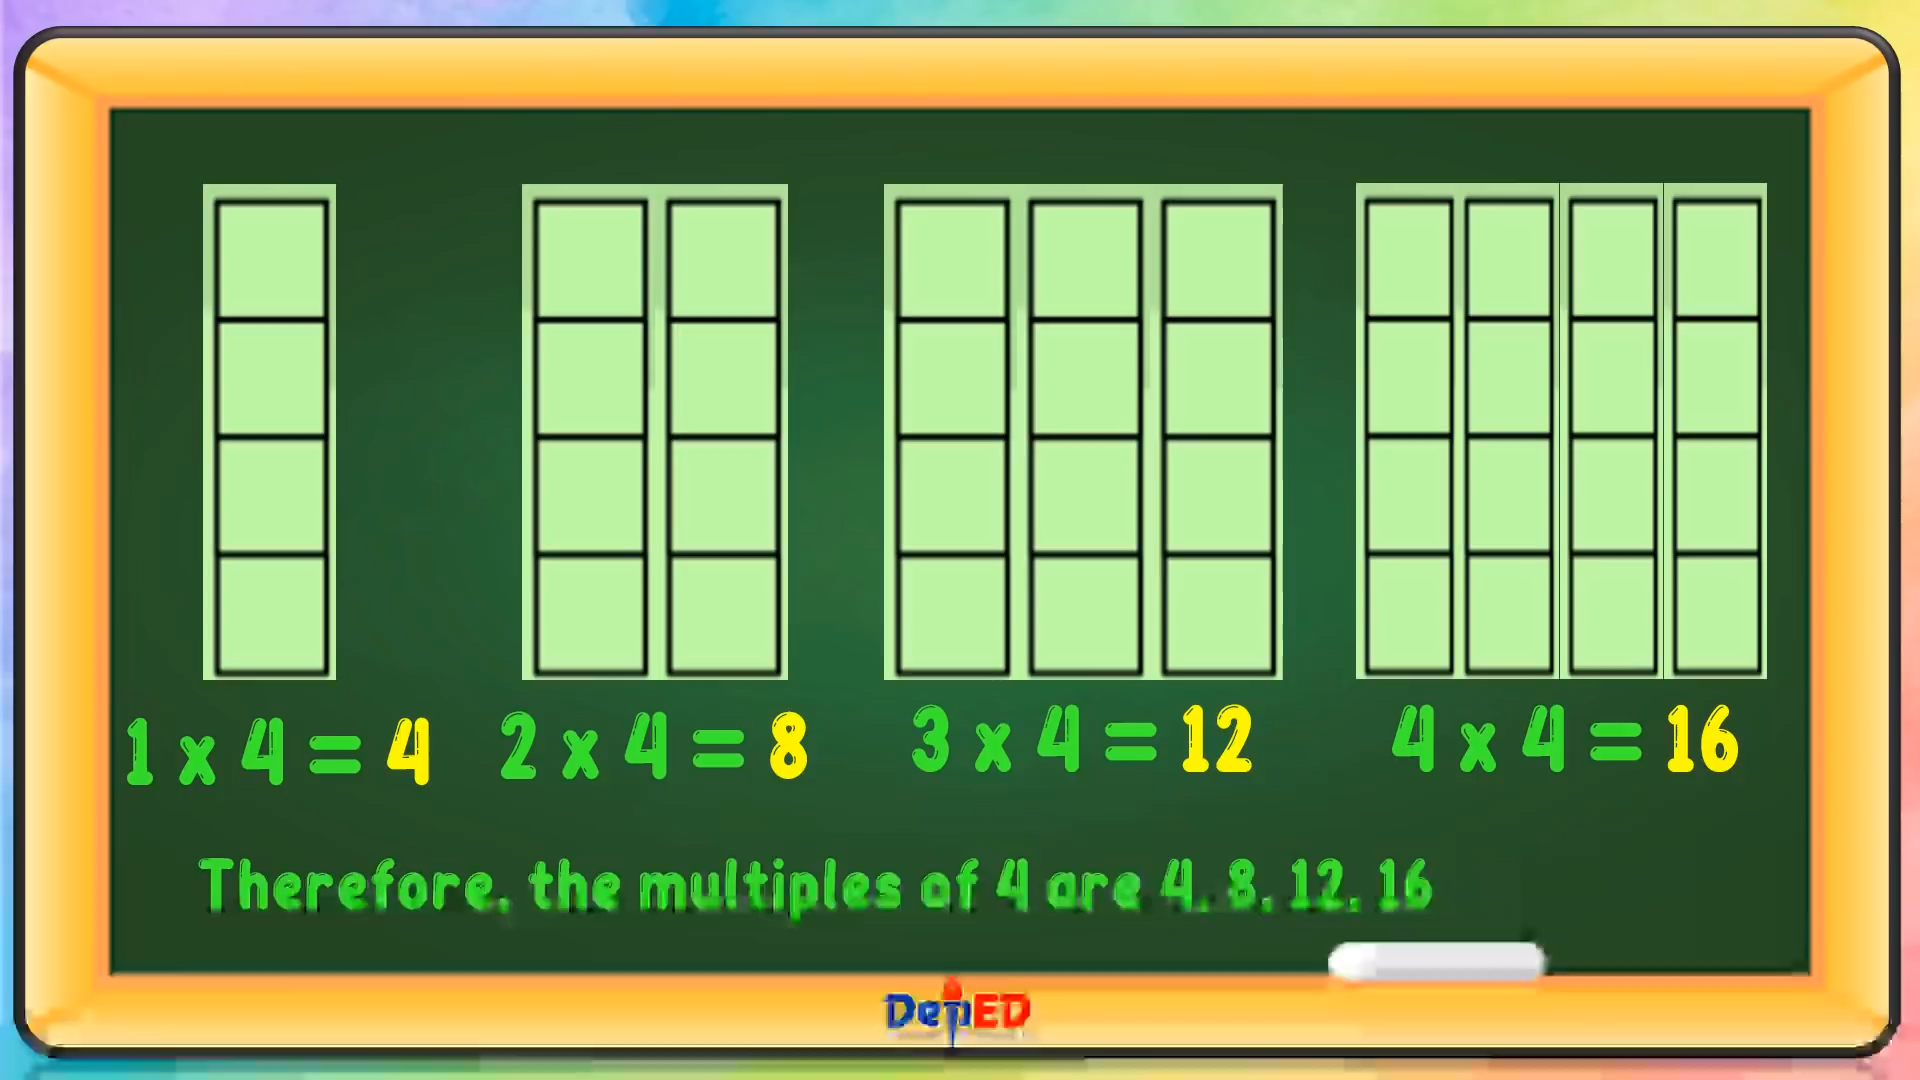 1 x 4 = 4
2 x 4 = 8
3 x 4 = 12
4 x 4 = 16
Therefore, the multiples of 4 are 4, 8, 12, 16
DepED